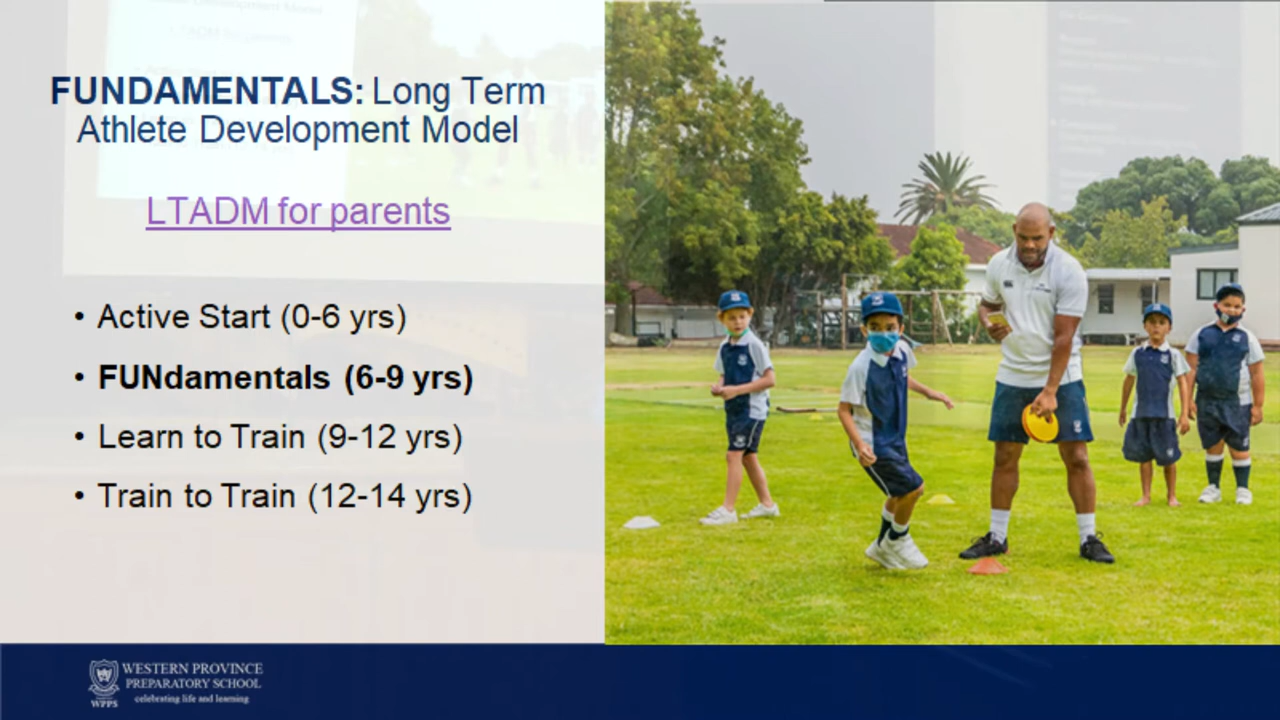 FUNDAMENTALS: Long Term
Athlete Development Model
LTADM for parents
• Active Start (0-6 yrs)
• FUNdamentals (6-9 yrs)
• Learn to Train (9-12 yrs)
• Train to Train (12-14 yrs)
WESTERN PROVINCE
PREPARATORY SCHOOL
celebrating life and learning
WPPS